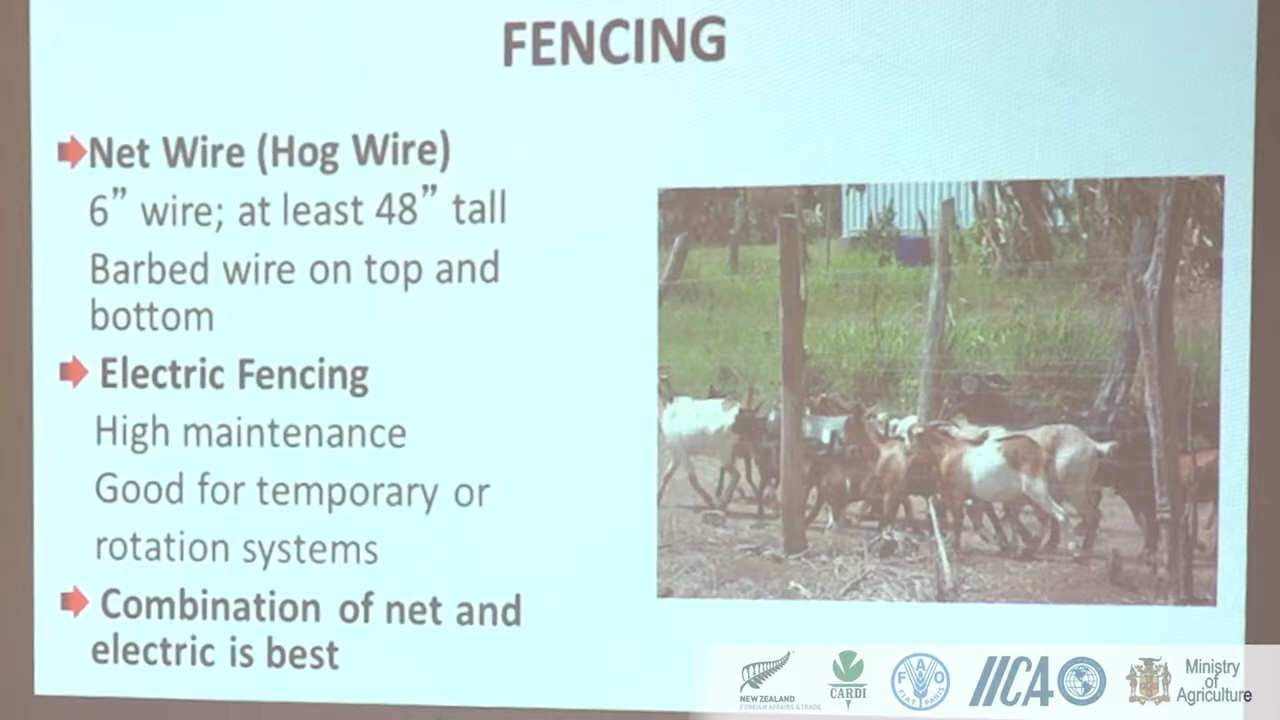 FENCING
Net Wire (Hog Wire)
6” wire; at least 48” tall
Barbed wire on top and
bottom
Electric Fencing
High maintenance
Good for temporary or
rotation systems
Combination of net and
electric is best
NEW ZEALAND
FOREIGN AFFAIRS & TRADE
CARDI
F A O
FIAT PANIS
IICA
Ministry
of
Agriculture